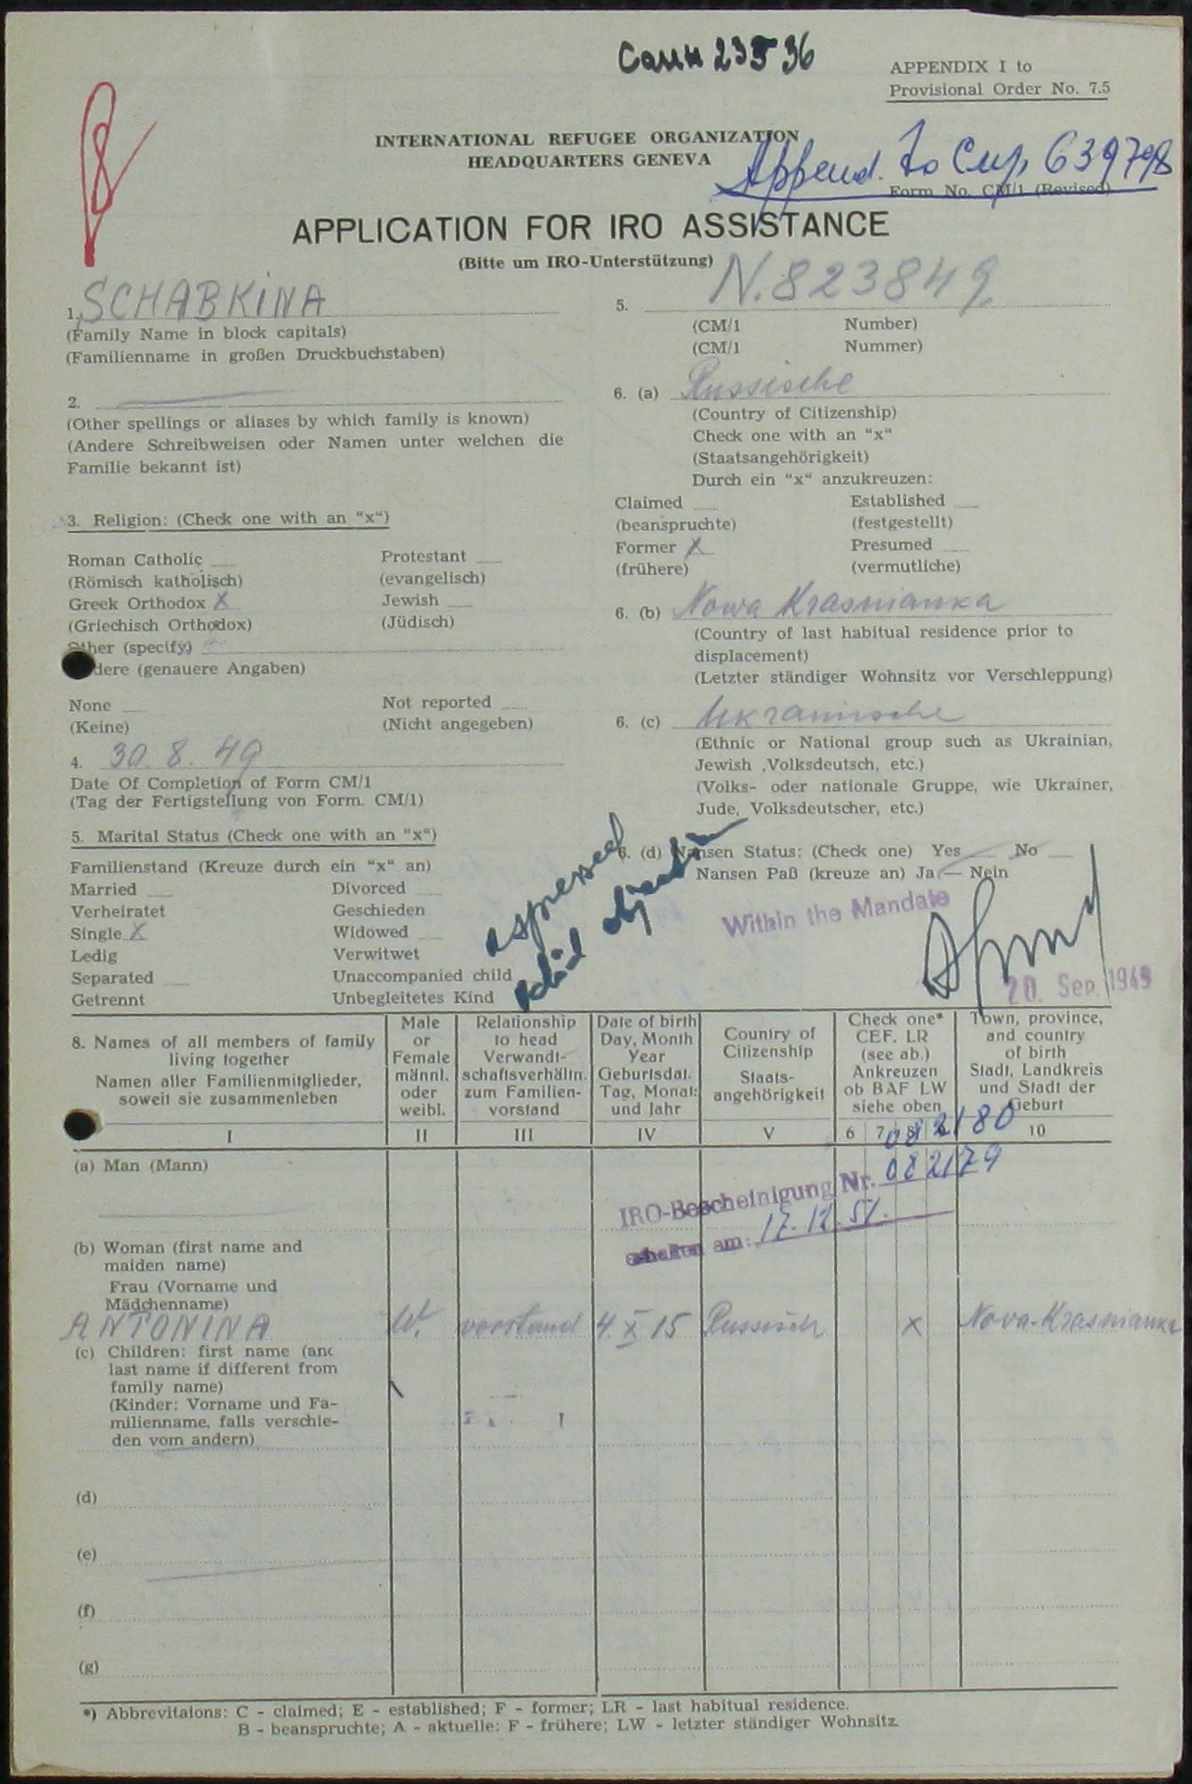 23536
APPENDIX I to
Provisional Order No. 7.5
INTERNATIONAL REFUGEE ORGANIZATION
HEADQUARTERS GENEVA
Append. to 639798
Form No. CM/1 (Revised)
APPLICATION FOR IRO ASSISTANCE
(Bitte um IRO-Unterstützung)
1. SCHABKINA
(Family Name in block capitals)
(Familienname in großen Druckbuchstaben)
2.
(Other spellings or aliases by which family is known)
(Andere Schreibweisen oder Namen unter welchen die
Familie bekannt ist)
3. Religion: (Check one with an "x")
Roman Catholic Protestant
(Römisch katholisch) (evangelisch)
Greek Orthodox X Jewish
(Griechisch Orthodox) (Jüdisch)
Other (specify)
dere (genauere Angaben)
None Not reported
(Keine) (Nicht angegeben)
4. 30. 8. 49
Date Of Completion of Form CM/1
(Tag der Fertigstellung von Form. CM/1)
5. Marital Status (Check one with an "x")
Familienstand (Kreuze durch ein "x" an)
Married Divorced
Verheiratet Geschieden
Single X Widowed
Ledig Verwitwet
Separated Unaccompanied child
Getrennt Unbegleitetes Kind
5. N. 823849
(CM/1 Number)
(CM/1 Nummer)
6. (a) Russische
(Country of Citizenship)
Check one with an "x"
(Staatsangehörigkeit)
Durch ein "x" anzukreuzen:
Claimed Established
(beanspruchte) (festgestellt)
Former X Presumed
(frühere) (vermutliche)
6. (b) Nowa Krasnianka
(Country of last habitual residence prior to
displacement)
(Letzter ständiger Wohnsitz vor Verschleppung)
6. (c) Ukrainische
(Ethnic or National group such as Ukrainian,
Jewish ,Volksdeutsch, etc.)
(Volks- oder nationale Gruppe, wie Ukrainer,
Jude, Volksdeutscher, etc.)
6. (d) Nansen Status: (Check one) Yes No
Nansen Paß (kreuze an) Ja — Nein
expressed
valid objection
Within the Mandate
20. Sep. 1949
8. Names of all members of family
living together
Namen aller Familienmitglieder,
soweit sie zusammenleben
Male
or
Female
männl.
oder
weibl.
Relationship
to head
Verwandt-
schaftsverhältn.
zum Familien-
vorstand
Date of birth
Day, Month
Year
Geburtsdat.
Tag, Monat:
und Jahr
Country of
Citizenship
Staats-
angehörigkeit
Check one*
CEF. LR
(see ab.)
Ankreuzen
ob BAF LW
siehe oben
Town, province,
and country
of birth
Stadt, Landkreis
und Stadt der
Geburt
I II III IV V 6 7 8 10
082180
(a) Man (Mann)
IRO-Bescheinigung Nr. 082179
erhalten am: 17. 12. 51.
(b) Woman (first name and
maiden name)
Frau (Vorname und
Mädchenname)
ANTONINA W. vorstand 4. X 15 Russisch X Nova-Krasnianka
(c) Children: first name (and
last name if different from
family name)
(Kinder: Vorname und Fa-
milienname, falls verschie-
den vom andern)
(d)
(e)
(f)
(g)
*) Abbrevitaions: C - claimed; E - established; F - former; LR - last habitual residence.
B - beanspruchte; A - aktuelle: F - frühere; LW - letzter ständiger Wohnsitz